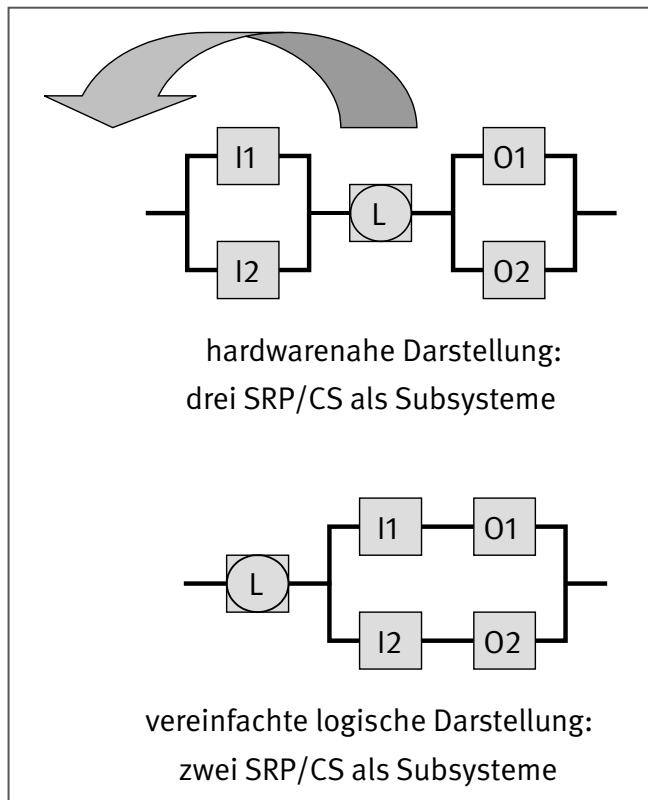 I1 O1
L
I2 O2
hardwarenahe Darstellung:
drei SRP/CS als Subsysteme
I1 O1
L
I2 O2
vereinfachte logische Darstellung:
zwei SRP/CS als Subsysteme